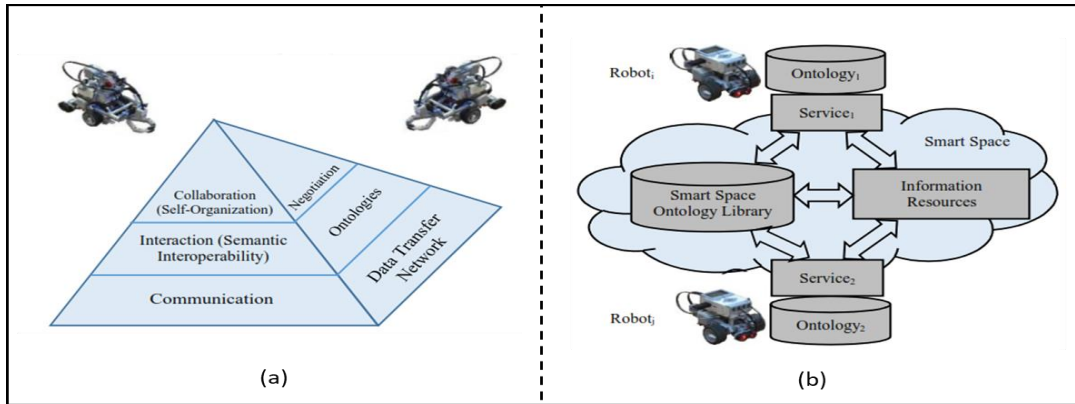 Collaboration
(Self-Organization)
Interaction (Semantic
Interoperability)
Communication
Negotiation
Ontologies
Data Transfer
Network
(a)
Robotᵢ
Ontology₁
Service₁
Smart Space
Smart Space
Ontology Library
Information
Resources
Service₂
Robotⱼ
Ontology₂
(b)